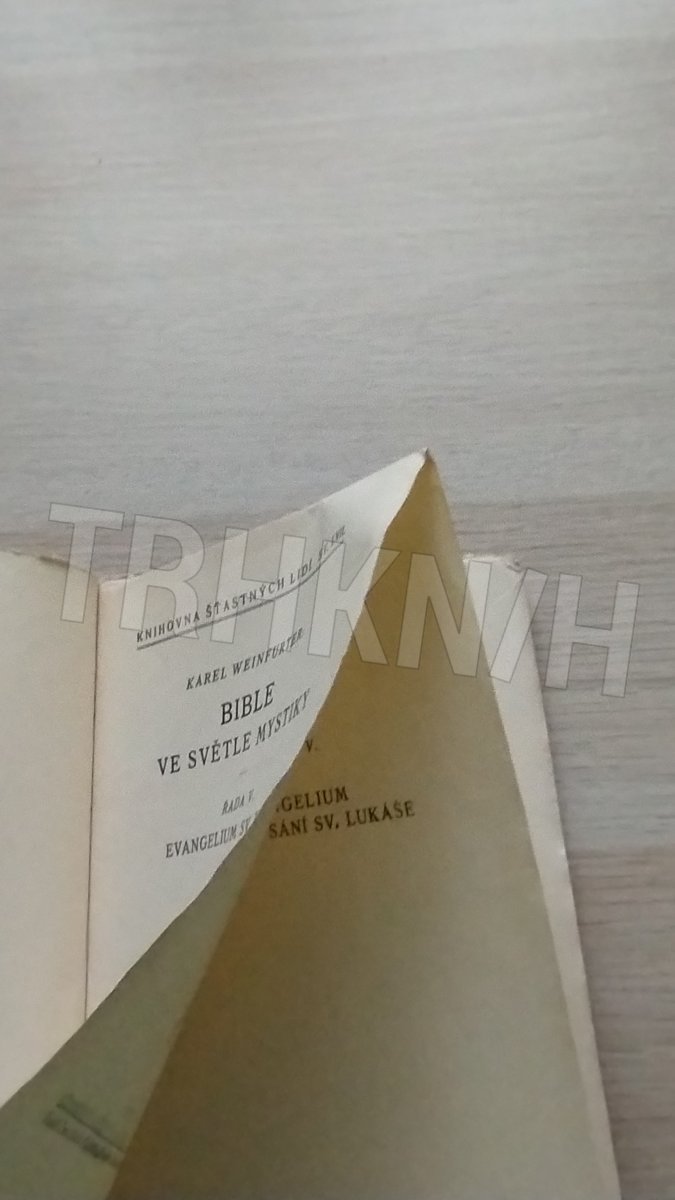 KNIHOVNA ŠŤASTNÝCH LIDÍ
KAREL WEINFURTER
BIBLE
VE SVĚTLE MYSTIKY
ŘADA V.
EVANGELIUM SV.
V.
GELIUM
SÁNÍ SV. LUKÁŠE
TRHKNIH